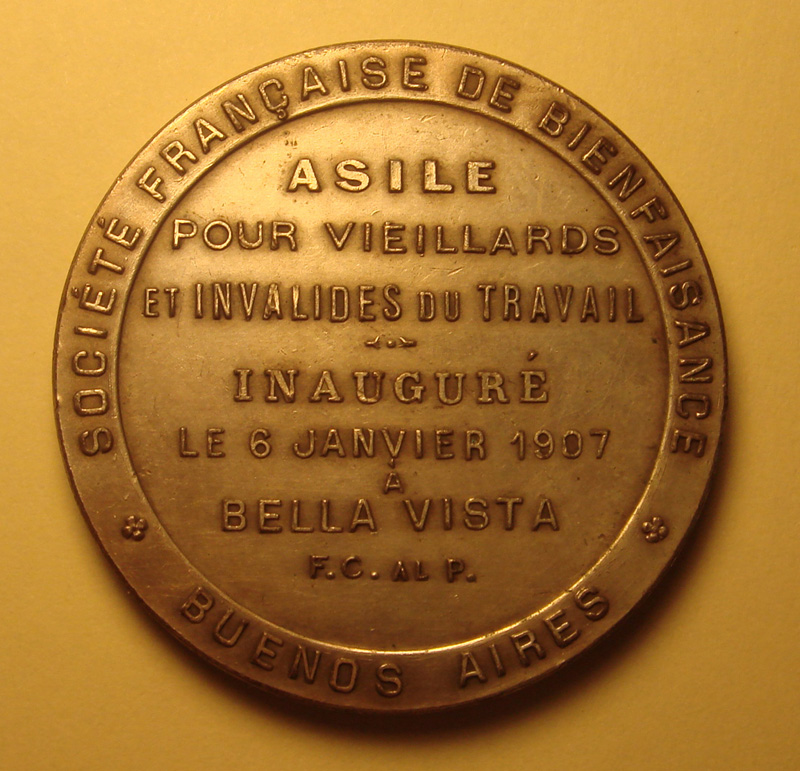 SOCIÉTÉ FRANÇAISE DE BIENFAISANCE
ASILE
POUR VIEILLARDS
ET INVALIDES DU TRAVAIL
INAUGURÉ
LE 6 JANVIER 1907
À
BELLA VISTA
F.C. AL P.
BUENOS AIRES